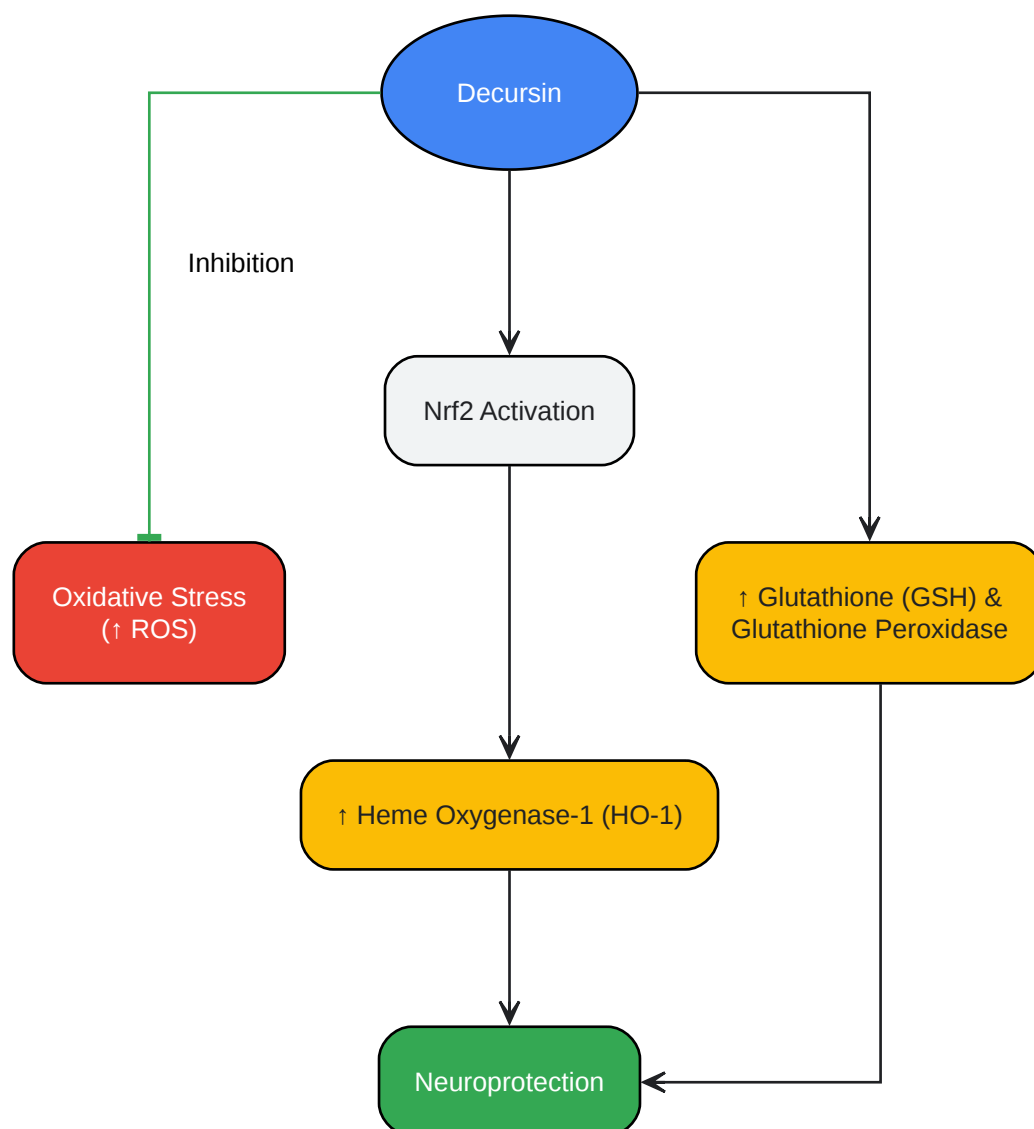 Decursin
Inhibition
Nrf2 Activation
Oxidative Stress
(↑ ROS)
↑ Glutathione (GSH) &
Glutathione Peroxidase
↑ Heme Oxygenase-1 (HO-1)
Neuroprotection